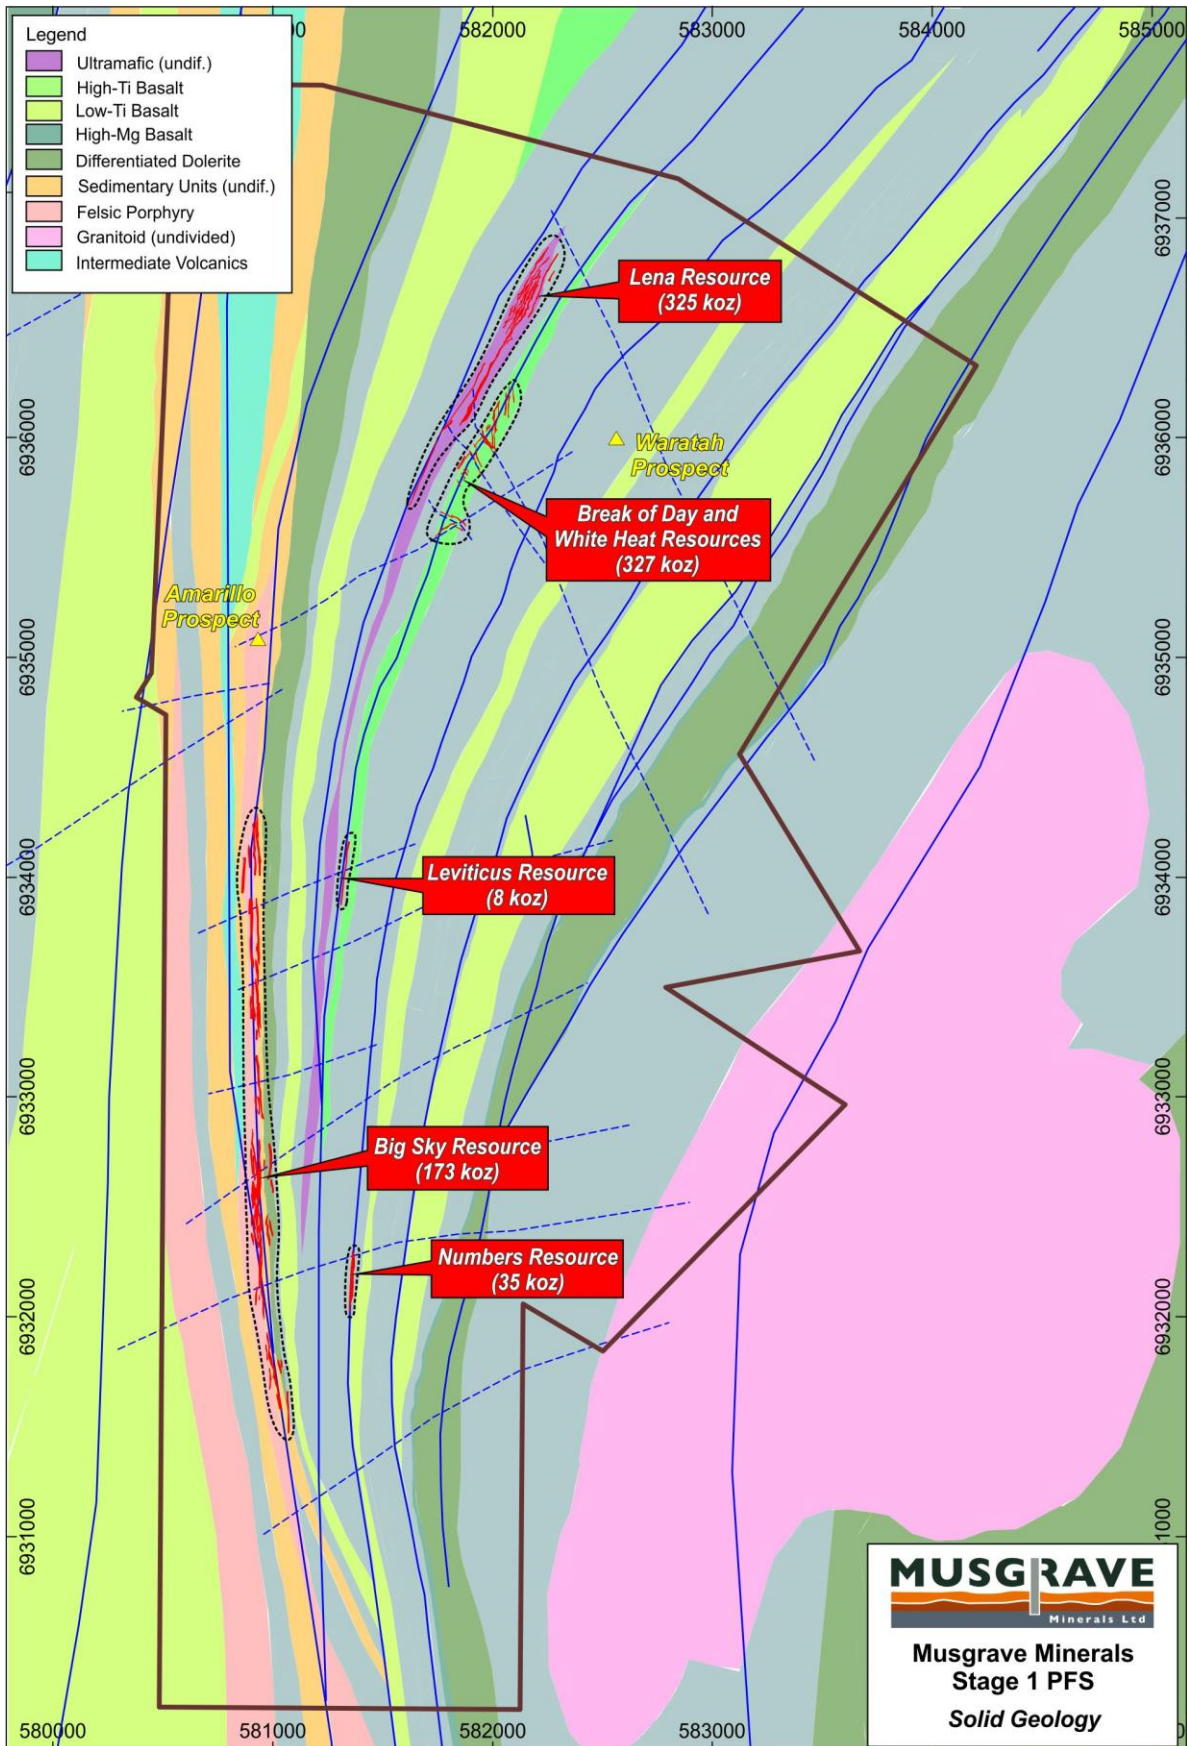 Legend
Ultramafic (undif.)
High-Ti Basalt
Low-Ti Basalt
High-Mg Basalt
Differentiated Dolerite
Sedimentary Units (undif.)
Felsic Porphyry
Granitoid (undivided)
Intermediate Volcanics
582000
583000
584000
585000
6937000
6937000
Lena Resource
(325 koz)
6936000
6936000
Waratah
Prospect
Break of Day and
White Heat Resources
(327 koz)
Amarillo
Prospect
6935000
6935000
6934000
6934000
Leviticus Resource
(8 koz)
6933000
6933000
Big Sky Resource
(173 koz)
Numbers Resource
(35 koz)
6932000
6932000
6931000
MUSGRAVE
Minerals Ltd
Musgrave Minerals
Stage 1 PFS
Solid Geology
580000
581000
582000
583000